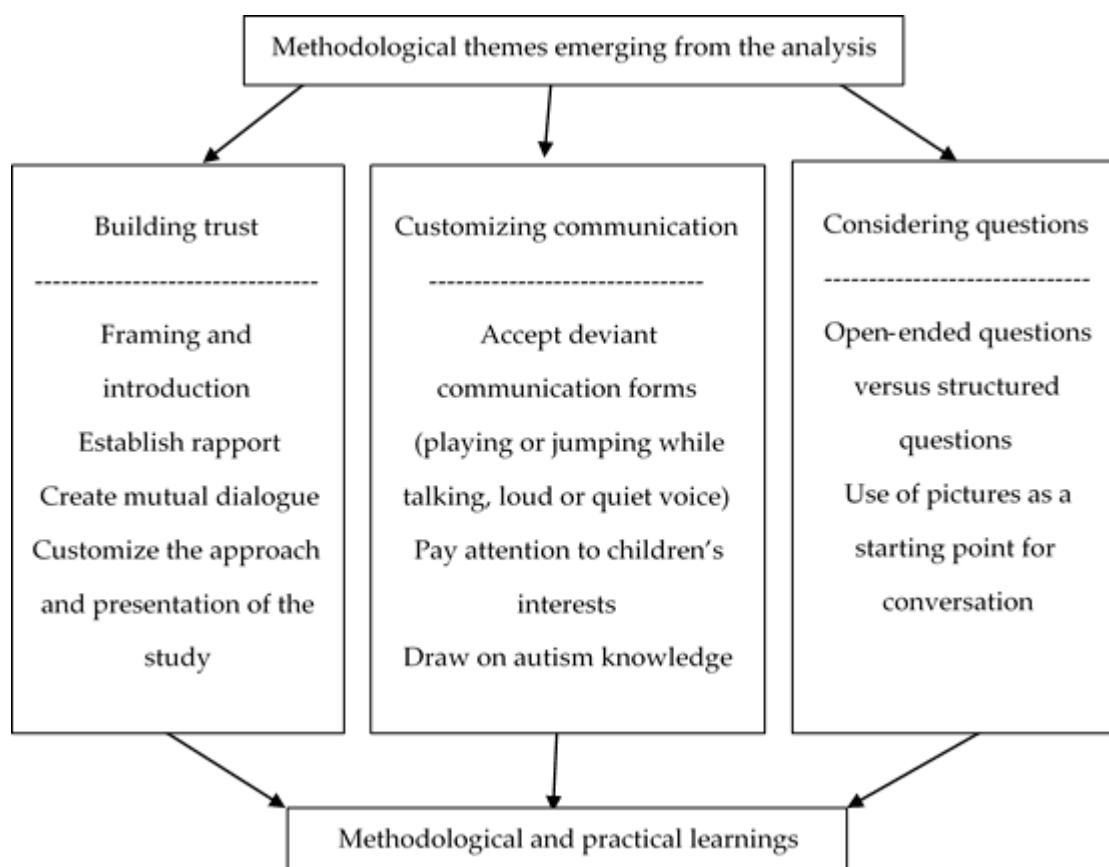 Methodological themes emerging from the analysis
Building trust
---------------------------------
Framing and
introduction
Establish rapport
Create mutual dialogue
Customize the approach
and presentation of the
study
Customizing communication
-------------------------------
Accept deviant
communication forms
(playing or jumping while
talking, loud or quiet voice)
Pay attention to children’s
interests
Draw on autism knowledge
Considering questions
------------------------------
Open-ended questions
versus structured
questions
Use of pictures as a
starting point for
conversation
Methodological and practical learnings